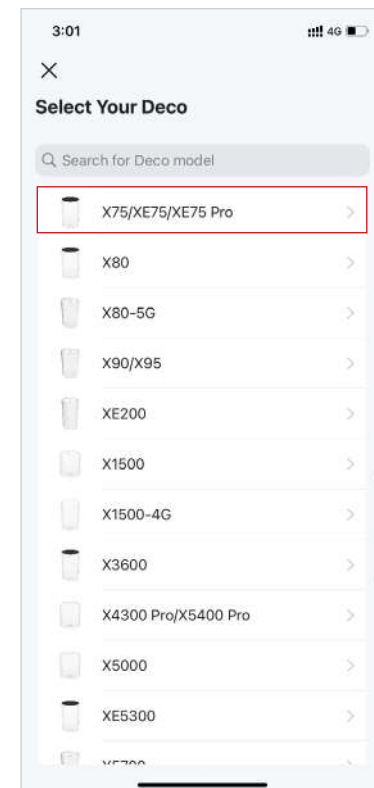 3:01
4G
Select Your Deco
Search for Deco model
X75/XE75/XE75 Pro
X80
X80-5G
X90/X95
XE200
X1500
X1500-4G
X3600
X4300 Pro/X5400 Pro
X5000
XE5300